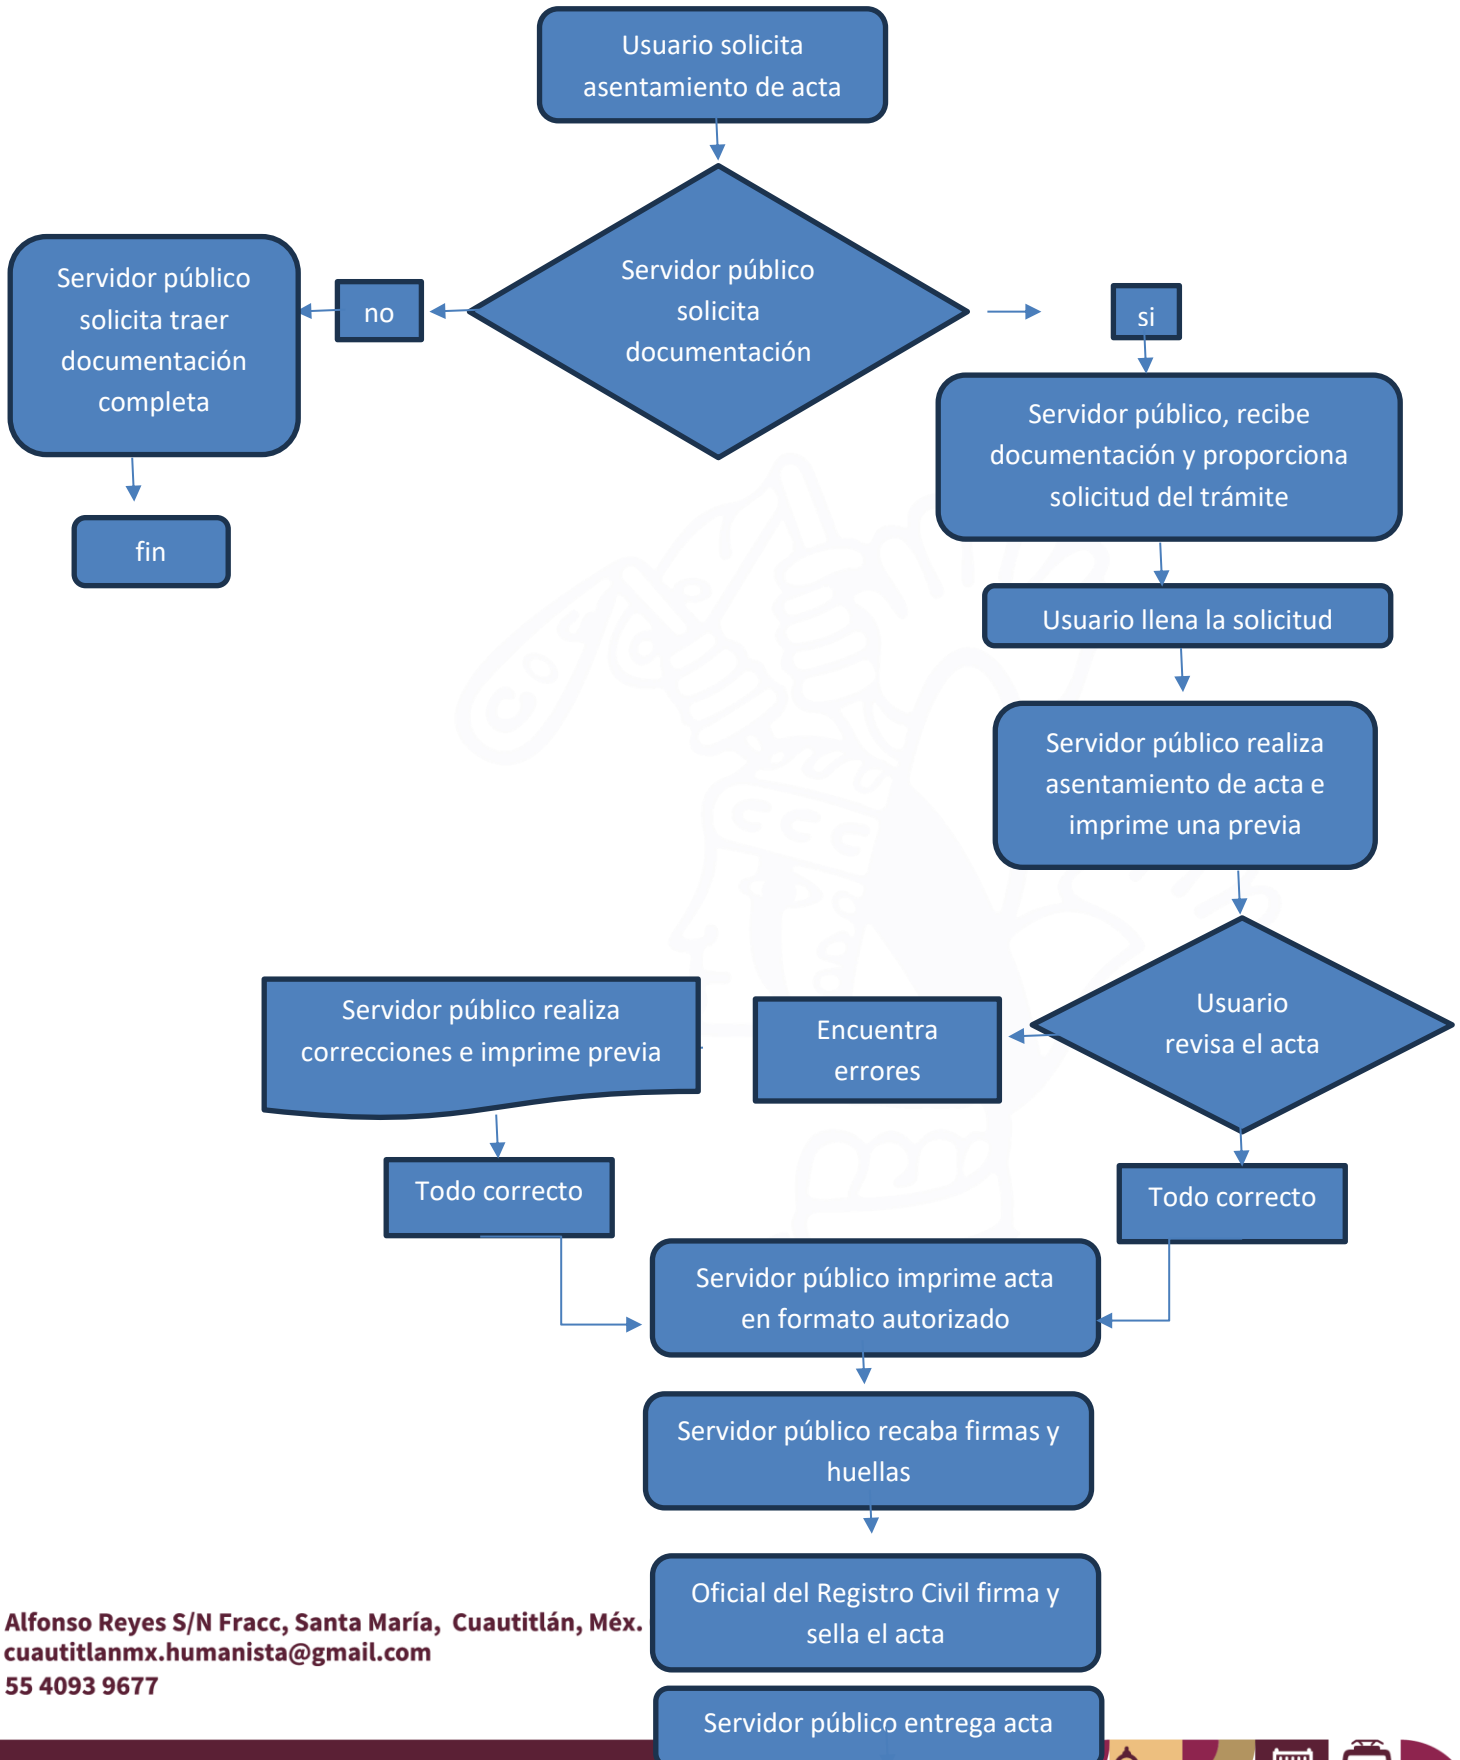 Usuario solicita
asentamiento de acta
Servidor público
solicita
documentación
no
si
Servidor público
solicita traer
documentación
completa
fin
Servidor público, recibe
documentación y proporciona
solicitud del trámite
Usuario llena la solicitud
Servidor público realiza
asentamiento de acta e
imprime una previa
Usuario
revisa el acta
Encuentra
errores
Servidor público realiza
correcciones e imprime previa
Todo correcto
Todo correcto
Servidor público imprime acta
en formato autorizado
Servidor público recaba firmas y
huellas
Oficial del Registro Civil firma y
sella el acta
Servidor público entrega acta
Alfonso Reyes S/N Fracc, Santa María, Cuautitlán, Méx.
cuautitlanmx.humanista@gmail.com
55 4093 9677